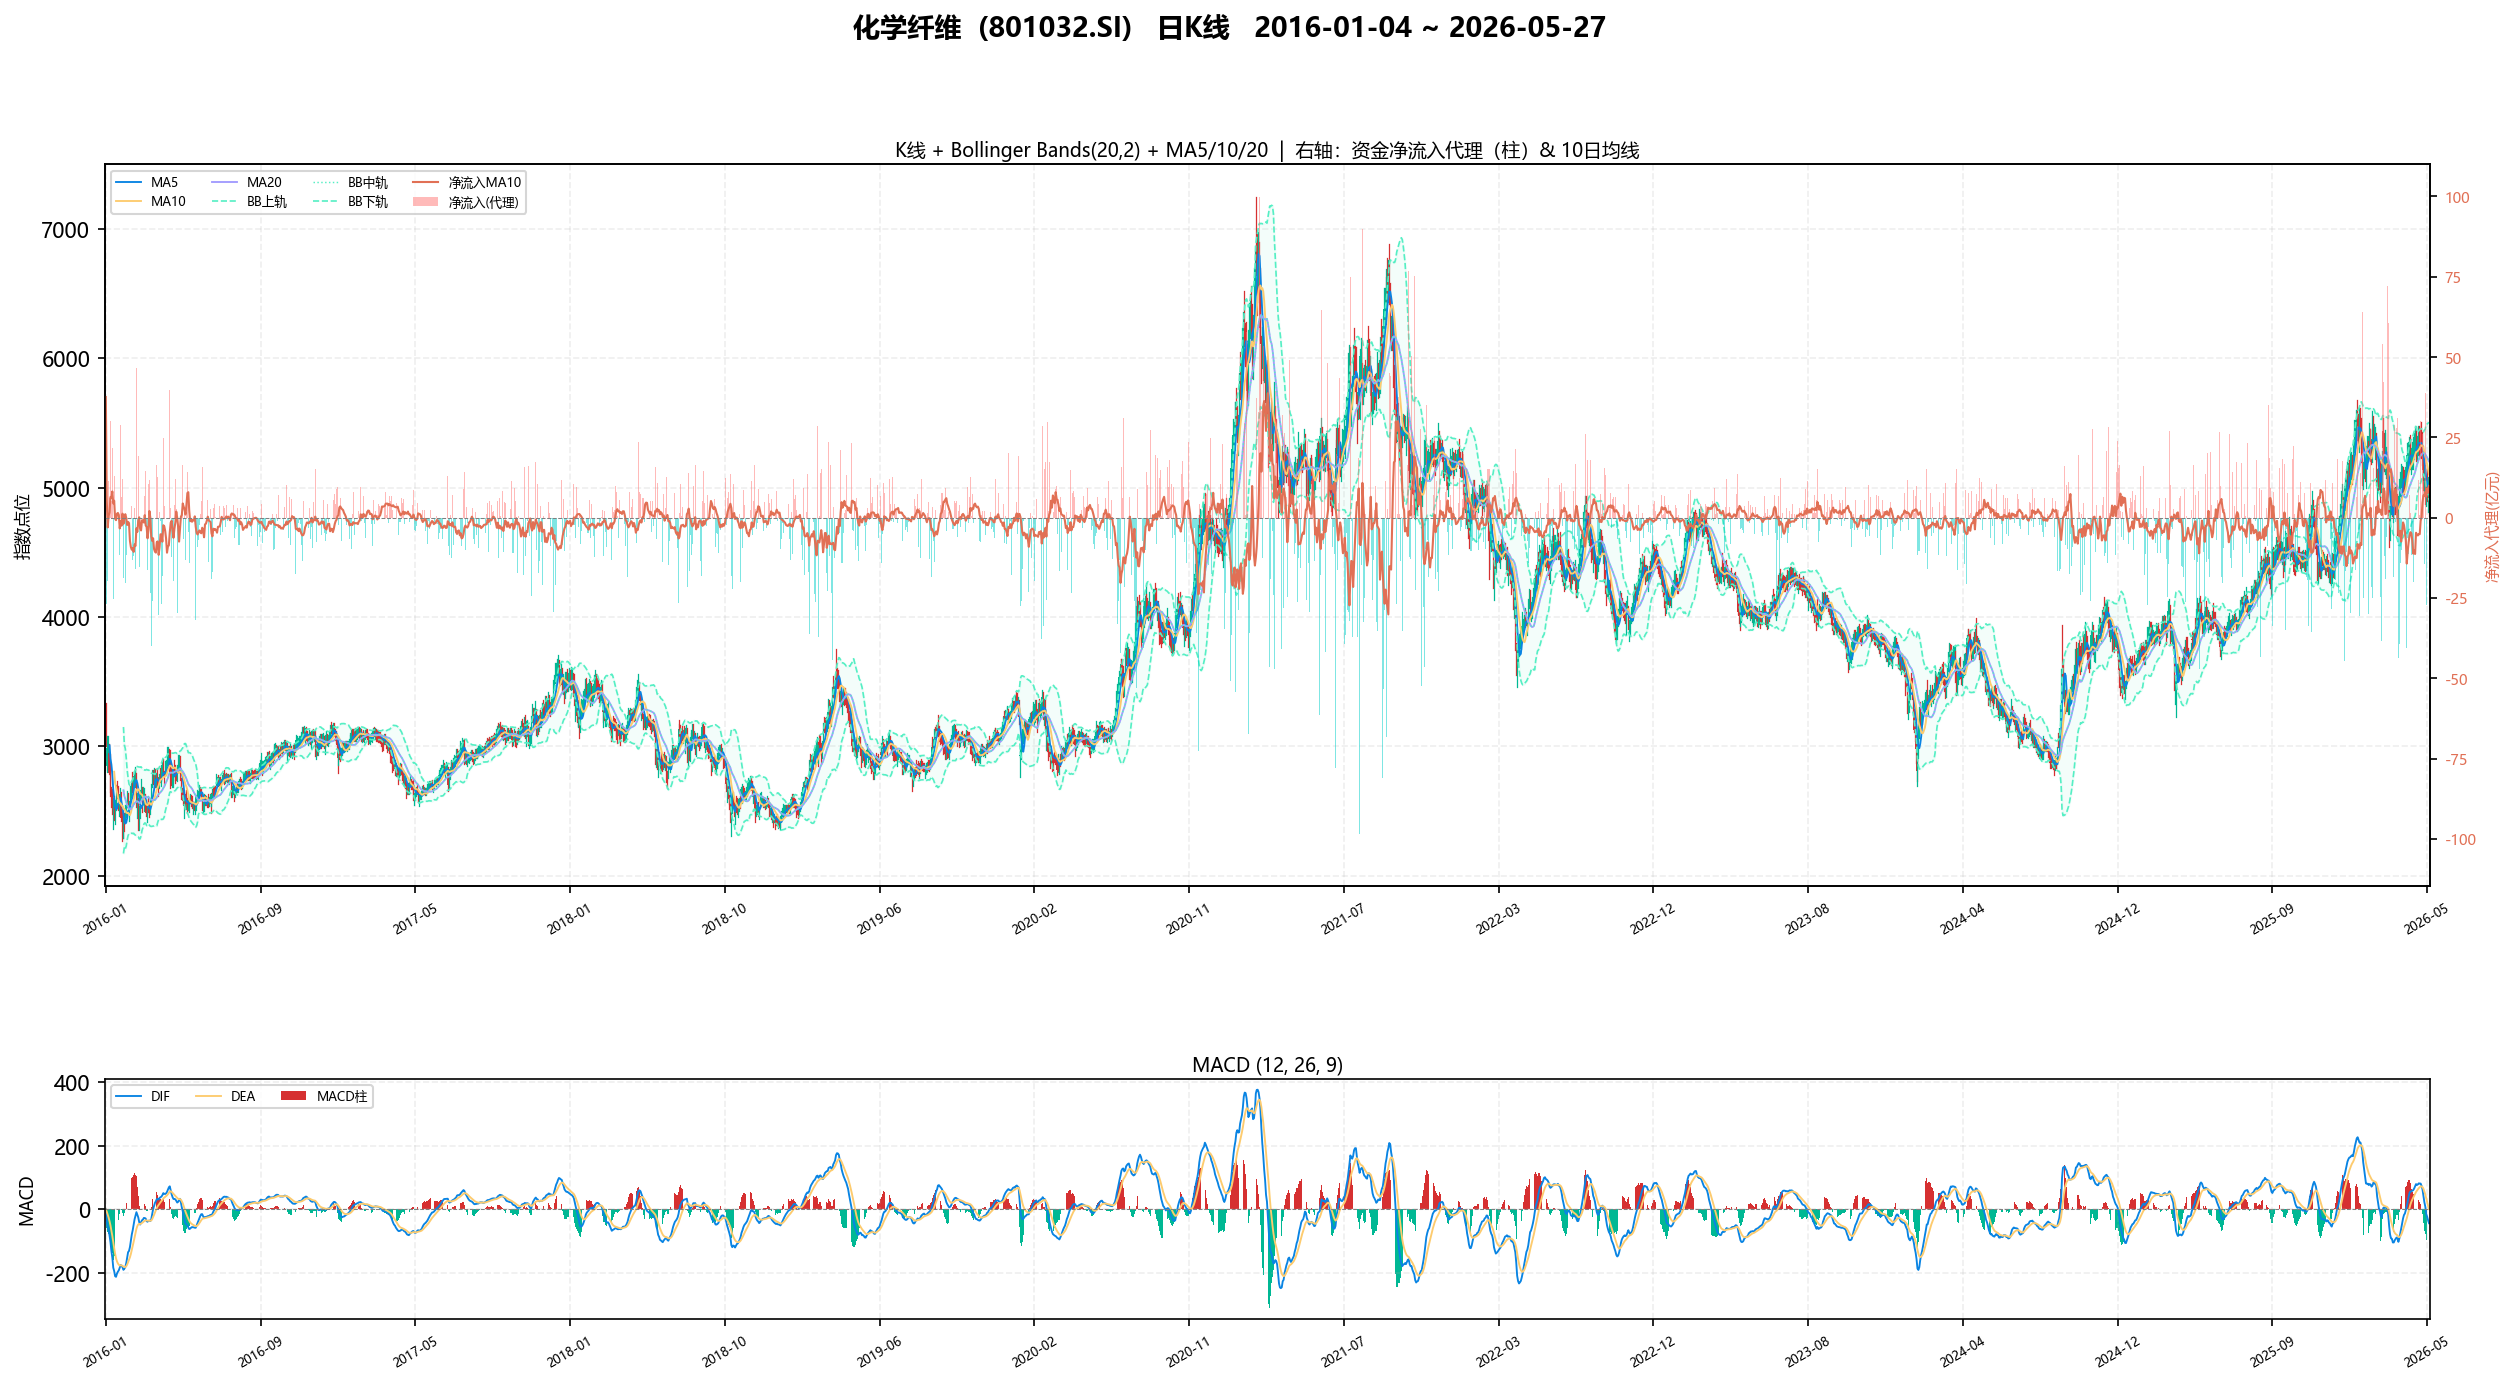 化学纤维 (801032.SI) 日K线 2016-01-04 ~ 2026-05-27
K线 + Bollinger Bands(20,2) + MA5/10/20 | 右轴：资金净流入代理（柱）& 10日均线
MA5 MA20 BB中轨 净流入MA10
MA10 BB上轨 BB下轨 净流入(代理)
指数点位
7000
6000
5000
4000
3000
2000
100
75
50
25
0
-25
-50
-75
-100
净流入代理(亿元)
2016-01 2016-09 2017-05 2018-01 2018-10 2019-06 2020-02 2020-11 2021-07 2022-03 2022-12 2023-08 2024-04 2024-12 2025-09 2026-05
MACD (12, 26, 9)
DIF DEA MACD柱
MACD
400
200
0
-200
2016-01 2016-09 2017-05 2018-01 2018-10 2019-06 2020-02 2020-11 2021-07 2022-03 2022-12 2023-08 2024-04 2024-12 2025-09 2026-05